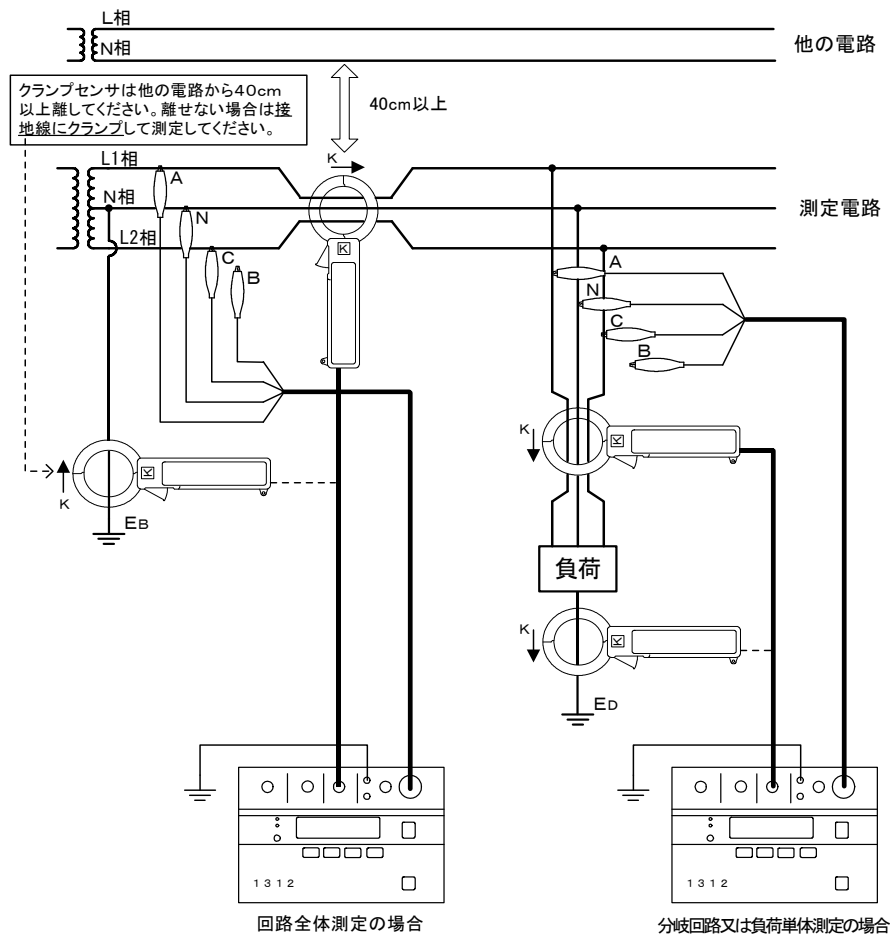 L相
N相
他の電路
クランプセンサは他の電路から40cm
以上離してください。離せない場合は接
地線にクランプして測定してください。
40cm以上
K
L1相
A
N相
N
測定電路
L2相
C
B
K
A
N
C
B
K
K
K
K
EB
K
負荷
K
K
ED
1312
1312
回路全体測定の場合
分岐回路又は負荷単体測定の場合